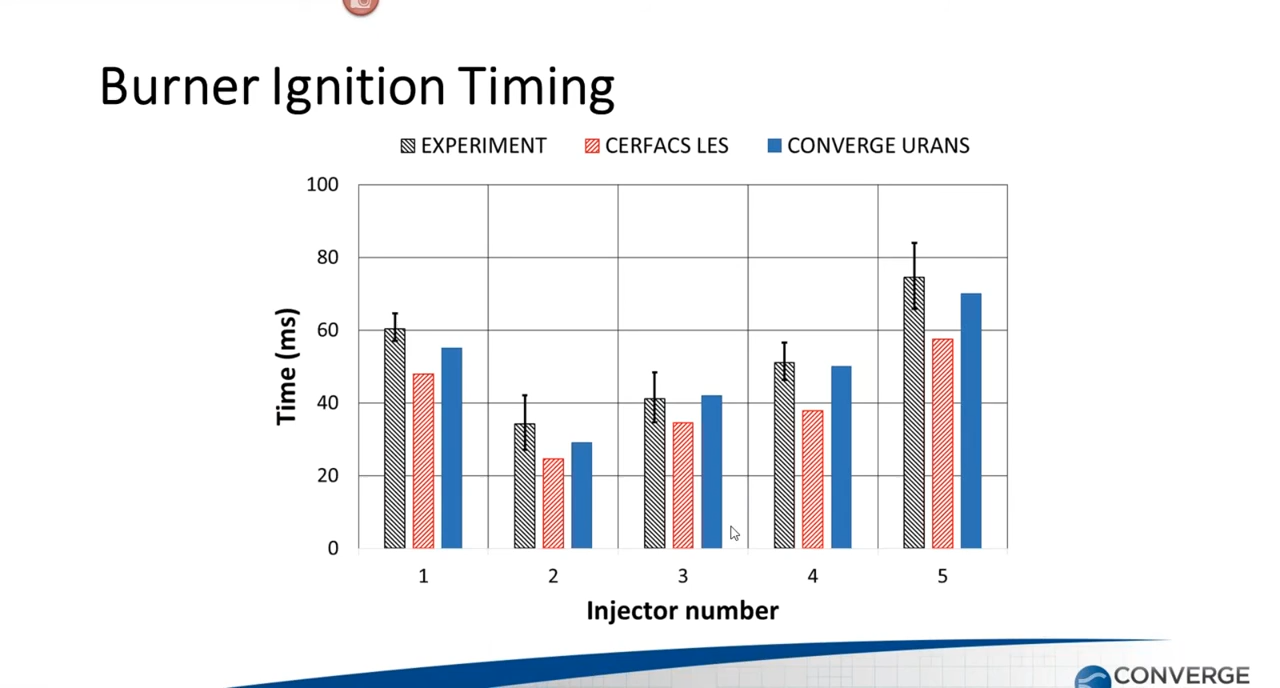 Burner Ignition Timing
EXPERIMENT CERFACS LES CONVERGE URANS
100
80
60
40
20
0
Time (ms)
1 2 3 4 5
Injector number
CONVERGE